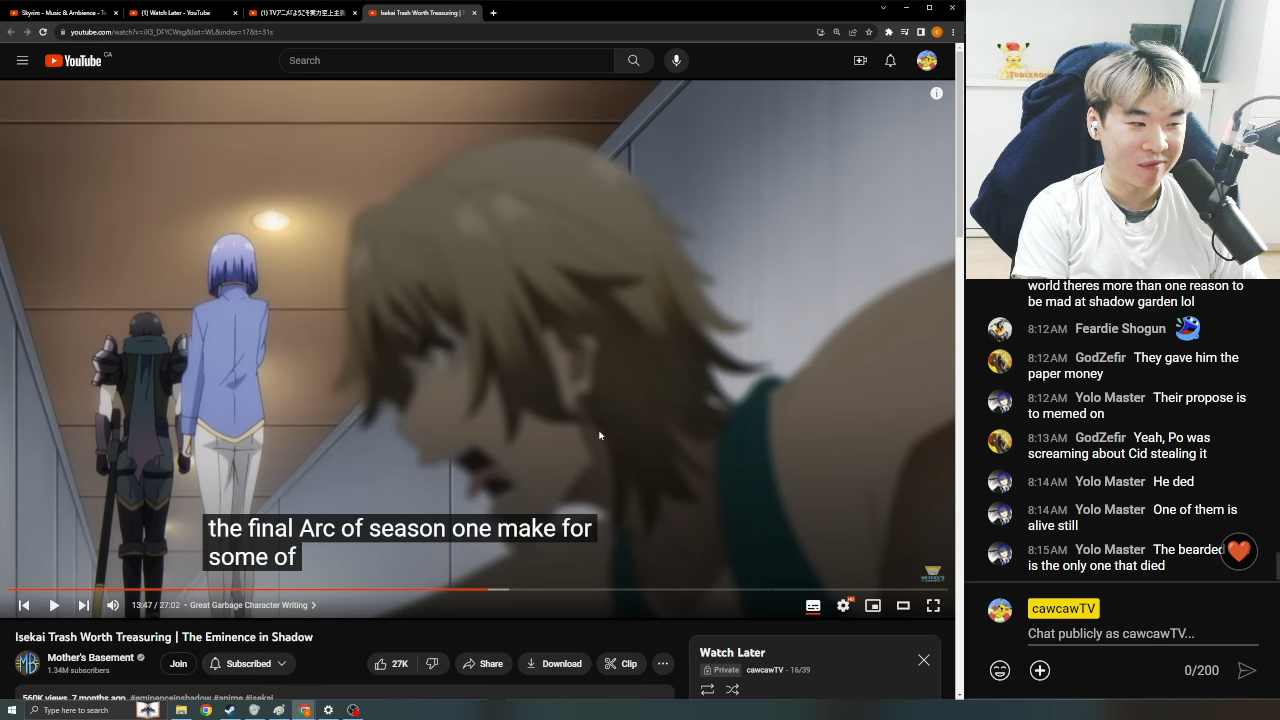 Skyrim - Music & Ambience - Te
(1) Watch Later - YouTube
Isekai Trash Worth Treasuring |
youtube.com/watch?v=iX3_DFYCWsg&list=WL&index=17&t=31s
YouTube CA
Search
the final Arc of season one make for
some of
13:47 / 27:02 • Great Garbage Character Writing
Isekai Trash Worth Treasuring | The Eminence in Shadow
Mother's Basement
1.34M subscribers
Join
Subscribed
27K
Share
Download
Clip
560K views 7 months ago #eminenceinshadow #anime #isekai
Watch Later
Private cawcawTV - 16/39
world theres more than one reason to
be mad at shadow garden lol
8:12 AM Feardie Shogun
8:12 AM GodZefir They gave him the
paper money
8:12 AM Yolo Master Their propose is
to memed on
8:13 AM GodZefir Yeah, Po was
screaming about Cid stealing it
8:14 AM Yolo Master He ded
8:14 AM Yolo Master One of them is
alive still
8:15 AM Yolo Master The bearded
is the only one that died
cawcawTV
Chat publicly as cawcawTV...
0/200
Type here to search
TOBLERONE